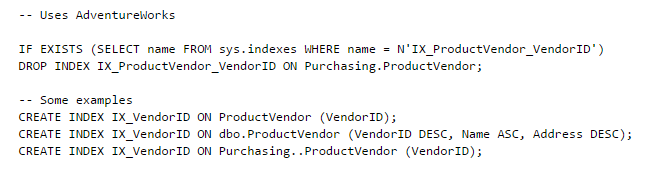 -- Uses AdventureWorks
IF EXISTS (SELECT name FROM sys.indexes WHERE name = N'IX_ProductVendor_VendorID')
DROP INDEX IX_ProductVendor_VendorID ON Purchasing.ProductVendor;
-- Some examples
CREATE INDEX IX_VendorID ON ProductVendor (VendorID);
CREATE INDEX IX_VendorID ON dbo.ProductVendor (VendorID DESC, Name ASC, Address DESC);
CREATE INDEX IX_VendorID ON Purchasing..ProductVendor (VendorID);